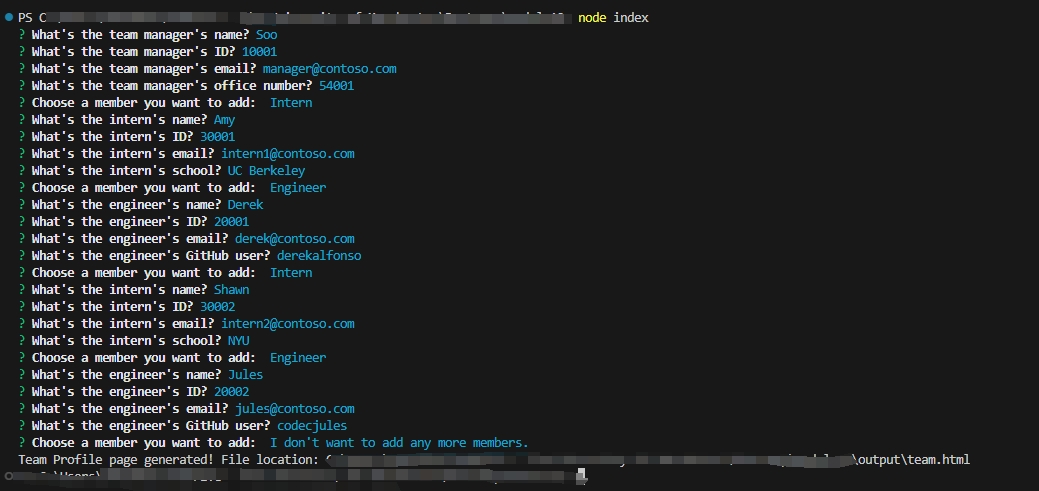 PS C node index
? What's the team manager's name? Soo
? What's the team manager's ID? 10001
? What's the team manager's email? manager@contoso.com
? What's the team manager's office number? 54001
? Choose a member you want to add:  Intern
? What's the intern's name? Amy
? What's the intern's ID? 30001
? What's the intern's email? intern1@contoso.com
? What's the intern's school? UC Berkeley
? Choose a member you want to add:  Engineer
? What's the engineer's name? Derek
? What's the engineer's ID? 20001
? What's the engineer's email? derek@contoso.com
? What's the engineer's GitHub user? derekalfonso
? Choose a member you want to add:  Intern
? What's the intern's name? Shawn
? What's the intern's ID? 30002
? What's the intern's email? intern2@contoso.com
? What's the intern's school? NYU
? Choose a member you want to add:  Engineer
? What's the engineer's name? Jules
? What's the engineer's ID? 20002
? What's the engineer's email? jules@contoso.com
? What's the engineer's GitHub user? codecjules
? Choose a member you want to add:  I don't want to add any more members.
Team Profile page generated! File location: \output\team.html
\Users\